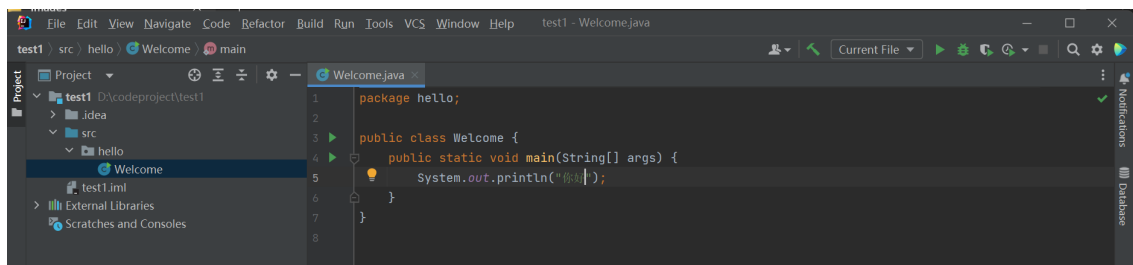 File Edit View Navigate Code Refactor Build Run Tools VCS Window Help test1 - Welcome.java
test1 src hello Welcome main Current File
Project
Project
Welcome.java
test1 D:\codeproject\test1
.idea
src
hello
Welcome
test1.iml
External Libraries
Scratches and Consoles
1 package hello;
2
3 public class Welcome {
4 public static void main(String[] args) {
5 System.out.println("你好");
6 }
7 }
8
Notifications
Database